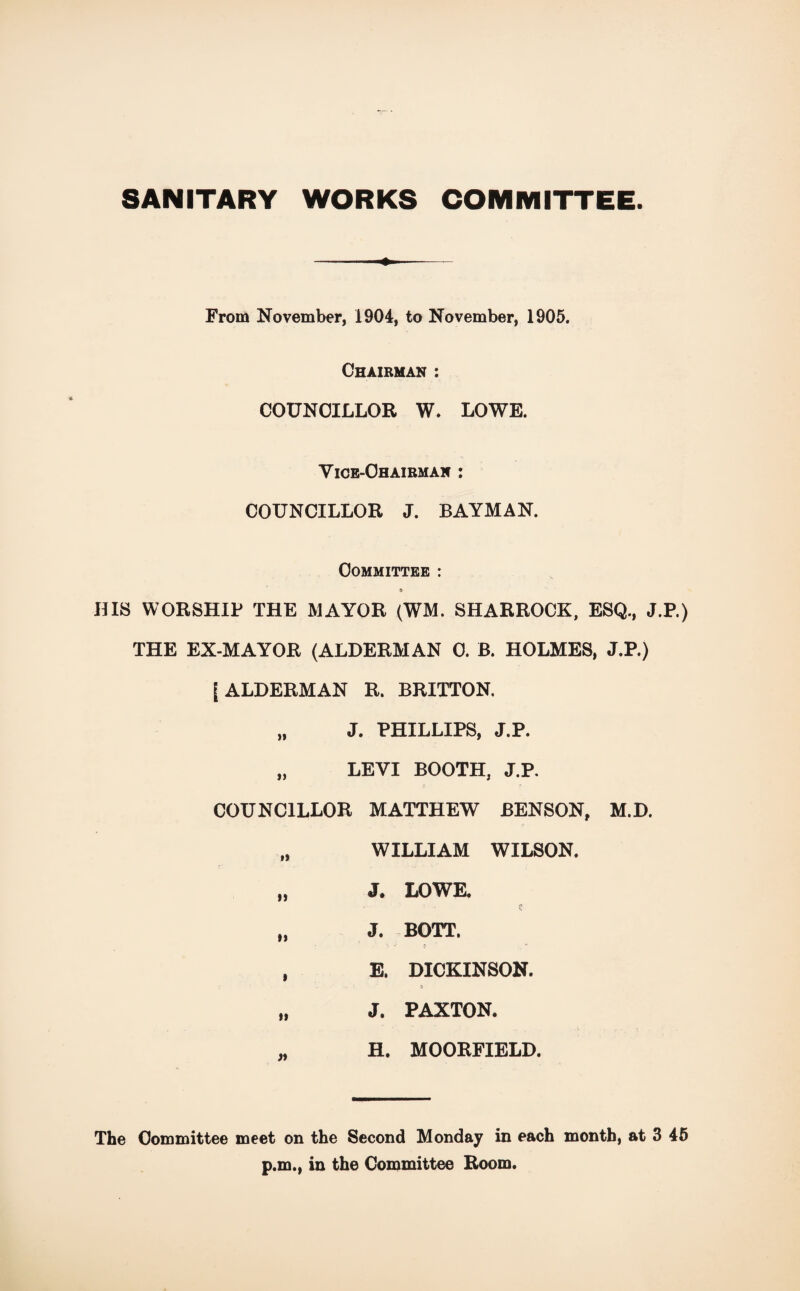 SANITARY WORKS COMMITTEE.
From November, 1904, to November, 1905.
CHAIRMAN :
COUNCILLOR W. LOWE.
VICE-CHAIRMAN :
COUNCILLOR J. BAYMAN.
COMMITTEE :
HIS WORSHIP THE MAYOR (WM. SHARROCK, ESQ., J.P.)
THE EX-MAYOR (ALDERMAN C. B. HOLMES, J.P.)
[ ALDERMAN R. BRITTON.
„ J. PHILLIPS, J.P.
„ LEVI BOOTH, J.P.
COUNCILLOR MATTHEW BENSON, M.D.
„ WILLIAM WILSON.
„ J. LOWE.
„ J. BOTT.
, E. DICKINSON.
„ J. PAXTON.
„ H. MOORFIELD.
The Committee meet on the Second Monday in each month, at 3 45
p.m., in the Committee Room.